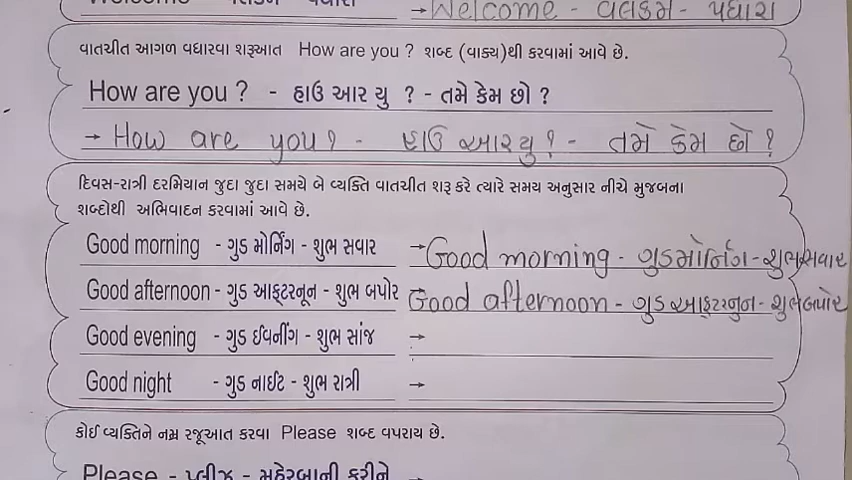 → Welcome - વેલકમ - પધારો
વાતચીત આગળ વધારવા શરૂઆત How are you ? શબ્દ (વાક્ય)થી કરવામાં આવે છે.
How are you ? - હાઉ આર યુ ? - તમે કેમ છો ?
→ How are you? - હાઉ આર યુ? - તમે કેમ છો?
દિવસ-રાત્રી દરમિયાન જુદા જુદા સમયે બે વ્યક્તિ વાતચીત શરૂ કરે ત્યારે સમય અનુસાર નીચે મુજબના
શબ્દોથી અભિવાદન કરવામાં આવે છે.
Good morning - ગુડ મોર્નિંગ - શુભ સવાર → Good morning - ગુડ મોર્નિંગ - શુભ સવાર
Good afternoon - ગુડ આફ્ટરનૂન - શુભ બપોર → Good afternoon - ગુડ આફ્ટરનુન - શુભ બપોર
Good evening - ગુડ ઈવનીંગ - શુભ સાંજ →
Good night - ગુડ નાઈટ - શુભ રાત્રી →
કોઈ વ્યક્તિને નમ્ર રજૂઆત કરવા Please શબ્દ વપરાય છે.
Please - પ્લીઝ - મહેરબાની કરીને →